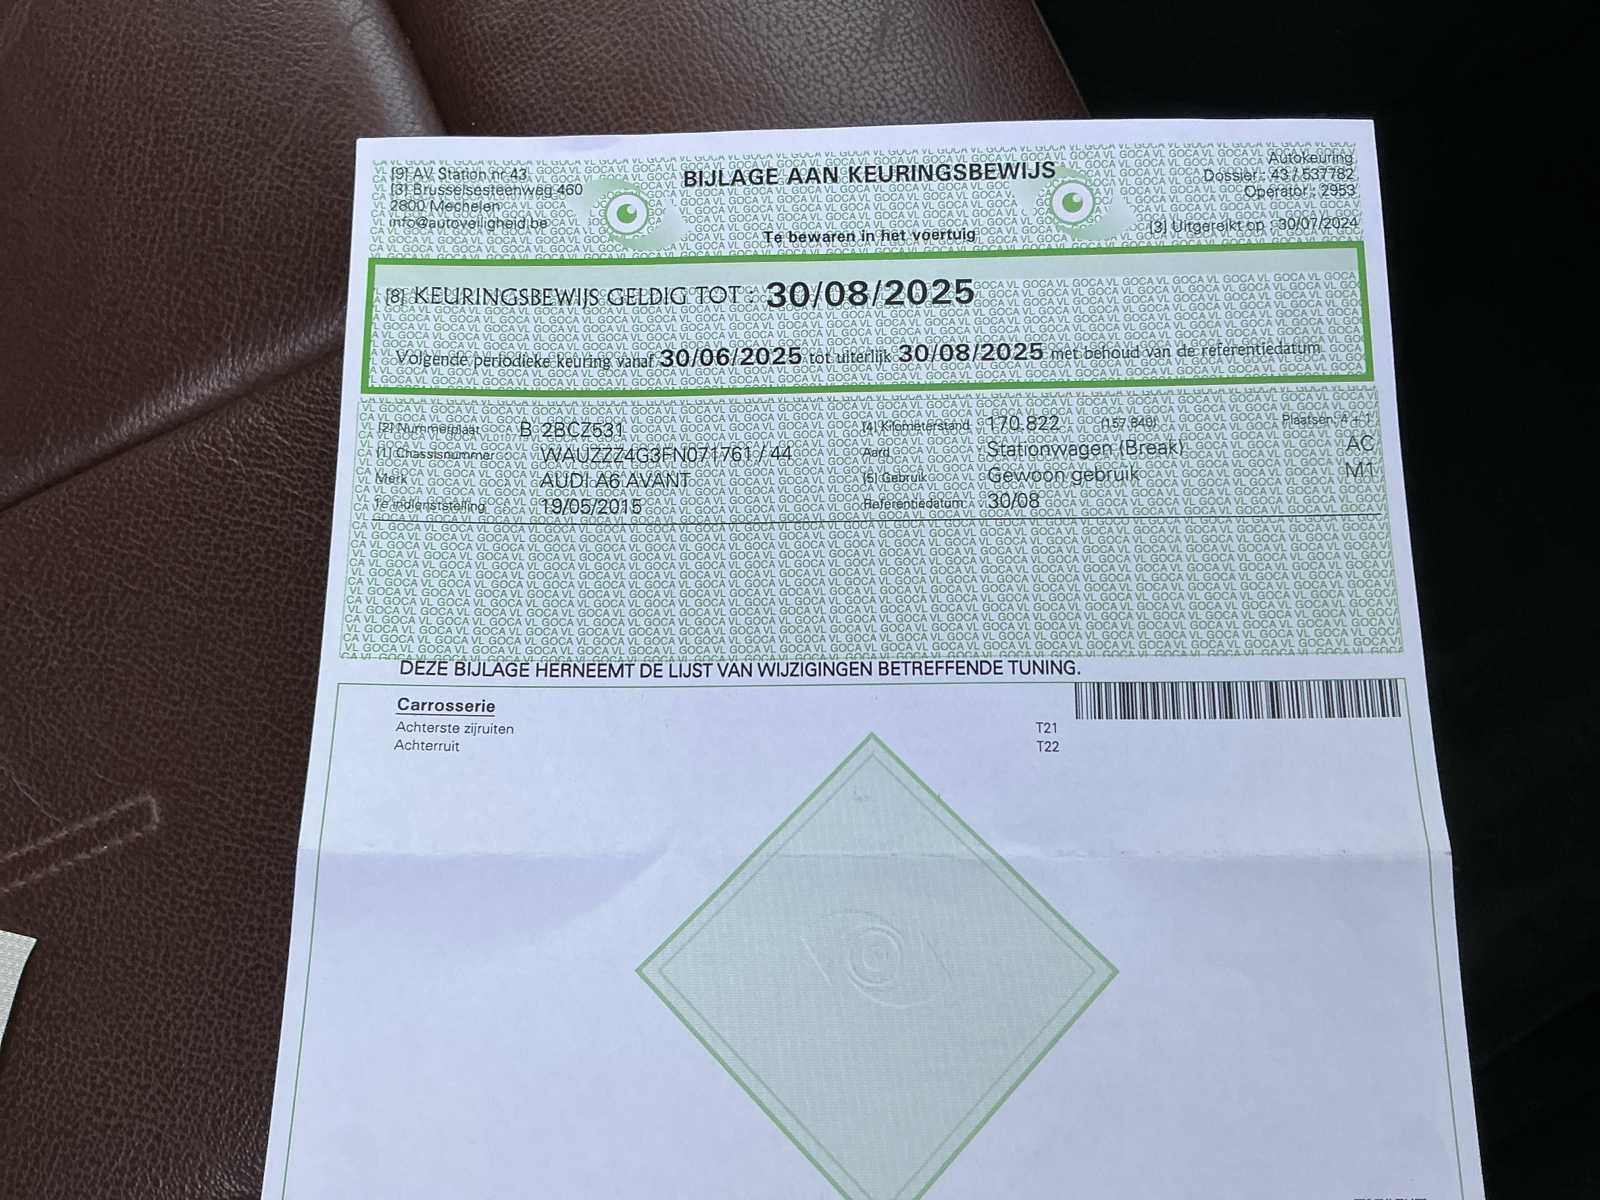 [9] AV Station nr 43
[3] Brusselsesteenweg 460
2800 Mechelen
info@autoveiligheid.be
BIJLAGE AAN KEURINGSBEWIJS
Te bewaren in het voertuig
Autokeuring
Dossier : 43 / 537782
Operator : 2953
[3] Uitgereikt op : 30/07/2024
[8] KEURINGSBEWIJS GELDIG TOT : 30/08/2025
Volgende periodieke keuring vanaf 30/06/2025 tot uiterlijk 30/08/2025 met behoud van de referentiedatum
[2] Nummerplaat B 2BCZ531 [4] Kilometerstand : 170.822 (157.840) Plaatsen: 4 + 1
[1] Chassisnummer WAUZZZ4G3FN071761 / 44 Aard : Stationwagen (Break) AC
Merk AUDI A6 AVANT [5] Gebruik : Gewoon gebruik M1
1e indienststelling 19/05/2015 Referentiedatum : 30/08
DEZE BIJLAGE HERNEEMT DE LIJST VAN WIJZIGINGEN BETREFFENDE TUNING.
Carrosserie
Achterste zijruiten T21
Achterruit T22